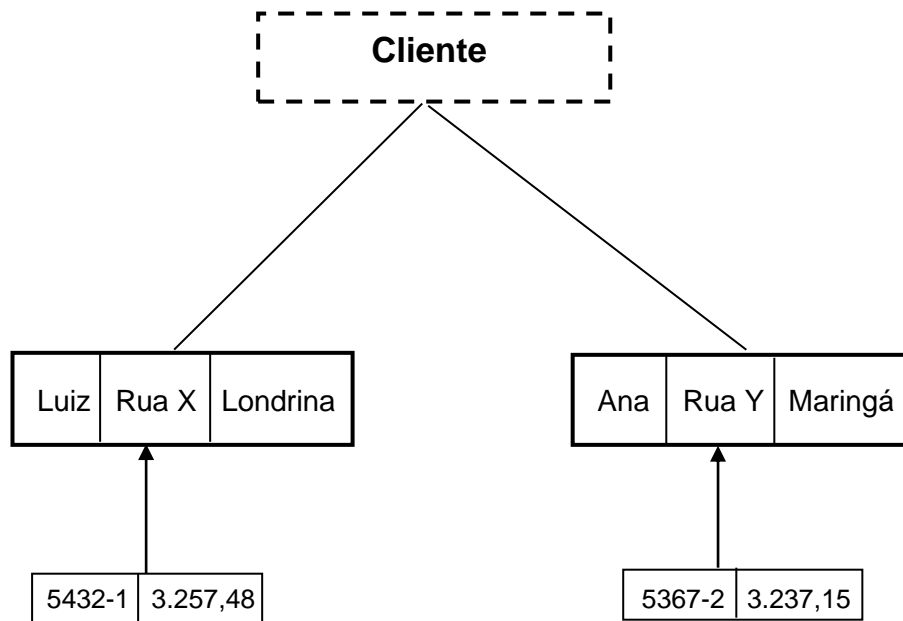 Cliente
Luiz Rua X Londrina
Ana Rua Y Maringá
5432-1 3.257,48
5367-2 3.237,15